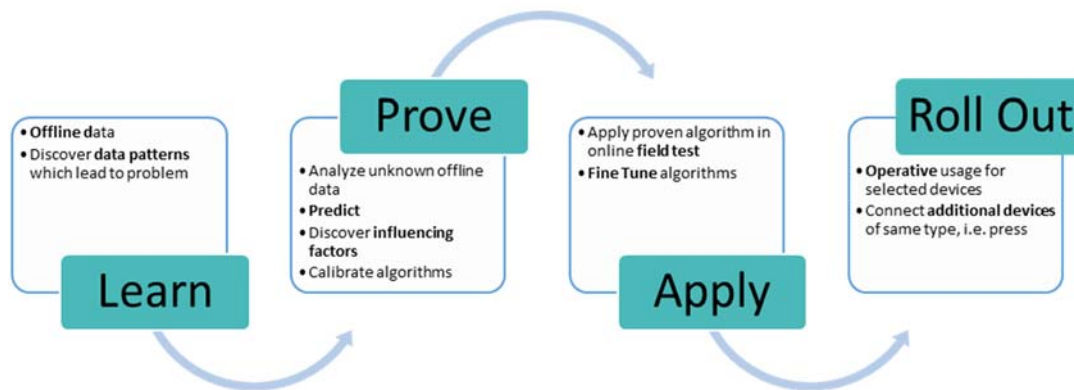 Learn
• Offline data
• Discover data patterns
which lead to problem
Prove
• Analyze unknown offline
data
• Predict
• Discover influencing
factors
• Calibrate algorithms
Apply
• Apply proven algorithm in
online field test
• Fine Tune algorithms
Roll Out
• Operative usage for
selected devices
• Connect additional devices
of same type, i.e. press